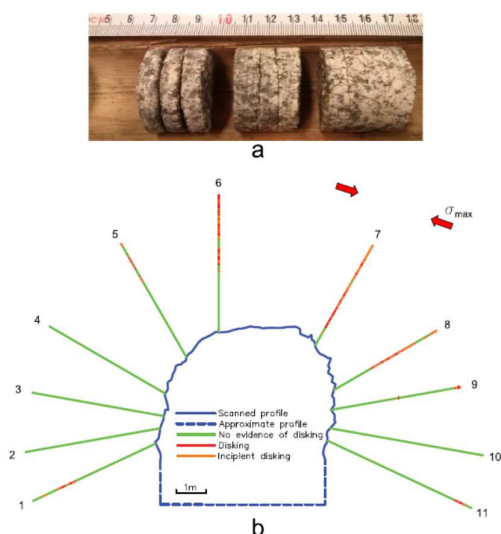 5 6 7 8 9 10 11 12 13 14 15 16 17 18
a
6
σmax
5
7
4
8
9
3
Scanned profile
Approximate profile
No evidence of disking
Disking
Incipient disking
2
10
1m
1
11
b